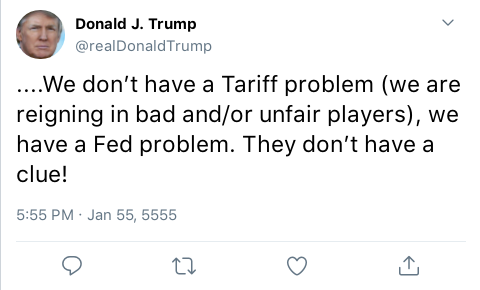 Donald J. Trump
@realDonaldTrump
....We don’t have a Tariff problem (we are
reigning in bad and/or unfair players), we
have a Fed problem. They don’t have a
clue!
5:55 PM · Jan 55, 5555